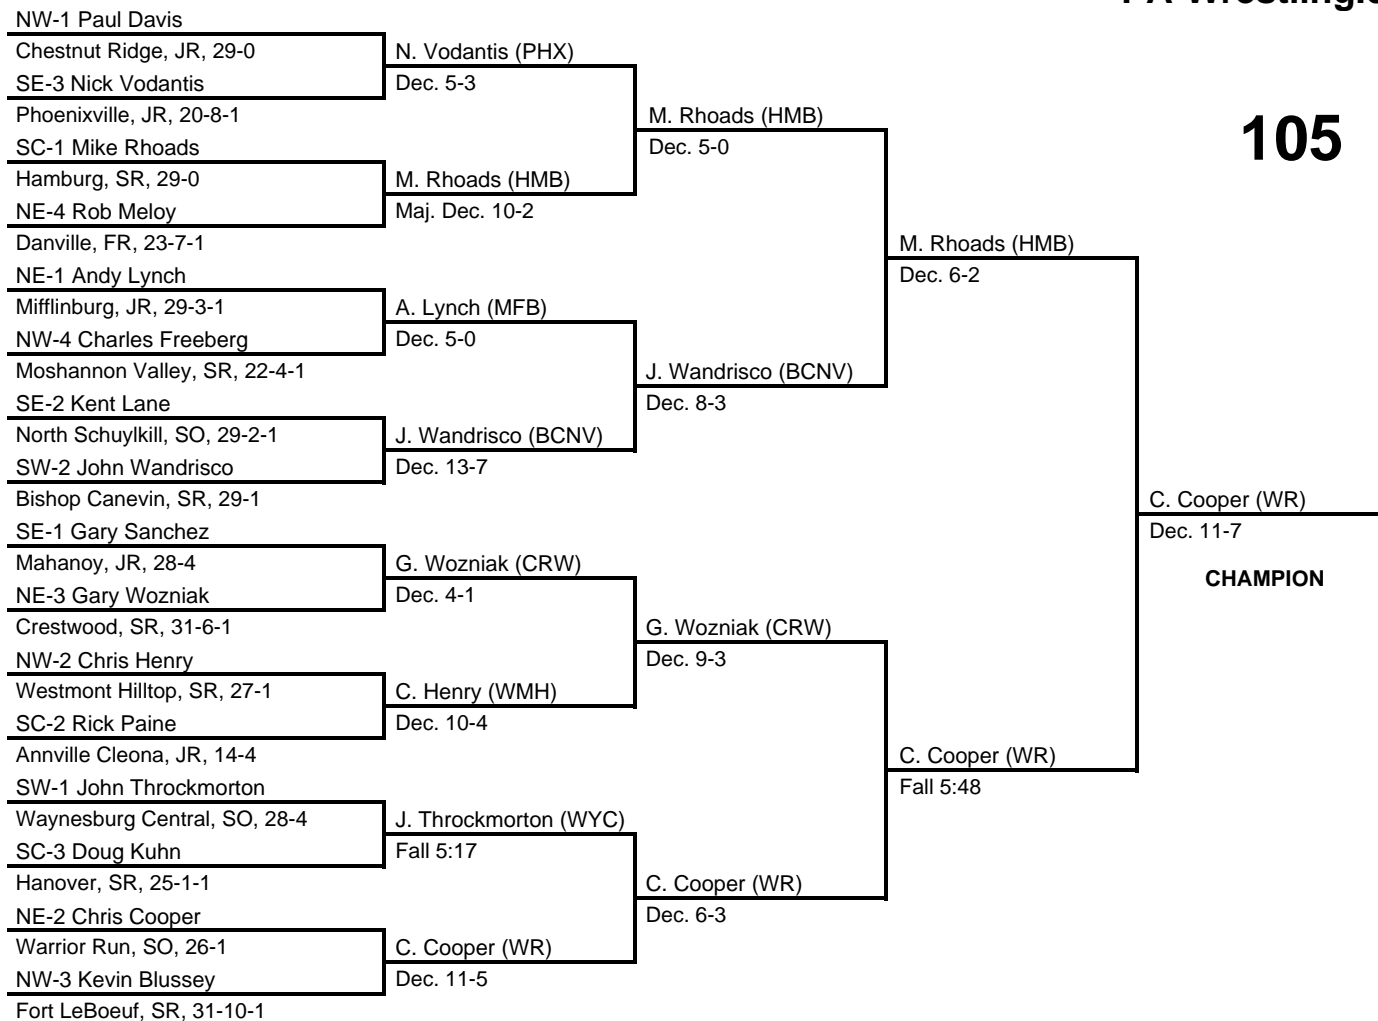 NW-1 Paul Davis
Chestnut Ridge, JR, 29-0
SE-3 Nick Vodantis
Phoenixville, JR, 20-8-1
SC-1 Mike Rhoads
Hamburg, SR, 29-0
NE-4 Rob Meloy
Danville, FR, 23-7-1
NE-1 Andy Lynch
Mifflinburg, JR, 29-3-1
NW-4 Charles Freeberg
Moshannon Valley, SR, 22-4-1
SE-2 Kent Lane
North Schuylkill, SO, 29-2-1
SW-2 John Wandrisco
Bishop Canevin, SR, 29-1
SE-1 Gary Sanchez
Mahanoy, JR, 28-4
NE-3 Gary Wozniak
Crestwood, SR, 31-6-1
NW-2 Chris Henry
Westmont Hilltop, SR, 27-1
SC-2 Rick Paine
Annville Cleona, JR, 14-4
SW-1 John Throckmorton
Waynesburg Central, SO, 28-4
SC-3 Doug Kuhn
Hanover, SR, 25-1-1
NE-2 Chris Cooper
Warrior Run, SO, 26-1
NW-3 Kevin Blussey
Fort LeBoeuf, SR, 31-10-1
N. Vodantis (PHX)
Dec. 5-3
M. Rhoads (HMB)
Maj. Dec. 10-2
A. Lynch (MFB)
Dec. 5-0
J. Wandrisco (BCNV)
Dec. 13-7
G. Wozniak (CRW)
Dec. 4-1
C. Henry (WMH)
Dec. 10-4
J. Throckmorton (WYC)
Fall 5:17
C. Cooper (WR)
Dec. 11-5
M. Rhoads (HMB)
Dec. 5-0
J. Wandrisco (BCNV)
Dec. 8-3
G. Wozniak (CRW)
Dec. 9-3
C. Cooper (WR)
Dec. 6-3
M. Rhoads (HMB)
Dec. 6-2
C. Cooper (WR)
Fall 5:48
105
C. Cooper (WR)
Dec. 11-7
CHAMPION